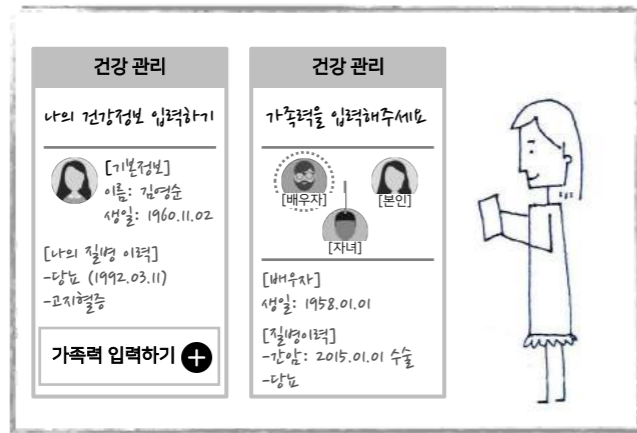 건강 관리
나의 건강정보 입력하기
[기본정보]
이름: 김영순
생일: 1960.11.02
[나의 질병 이력]
-당뇨 (1992.03.11)
-고지혈증
가족력 입력하기
건강 관리
가족력을 입력해주세요
[배우자]
[본인]
[자녀]
[배우자]
생일: 1958.01.01
[질병이력]
-간암: 2015.01.01 수술
-당뇨